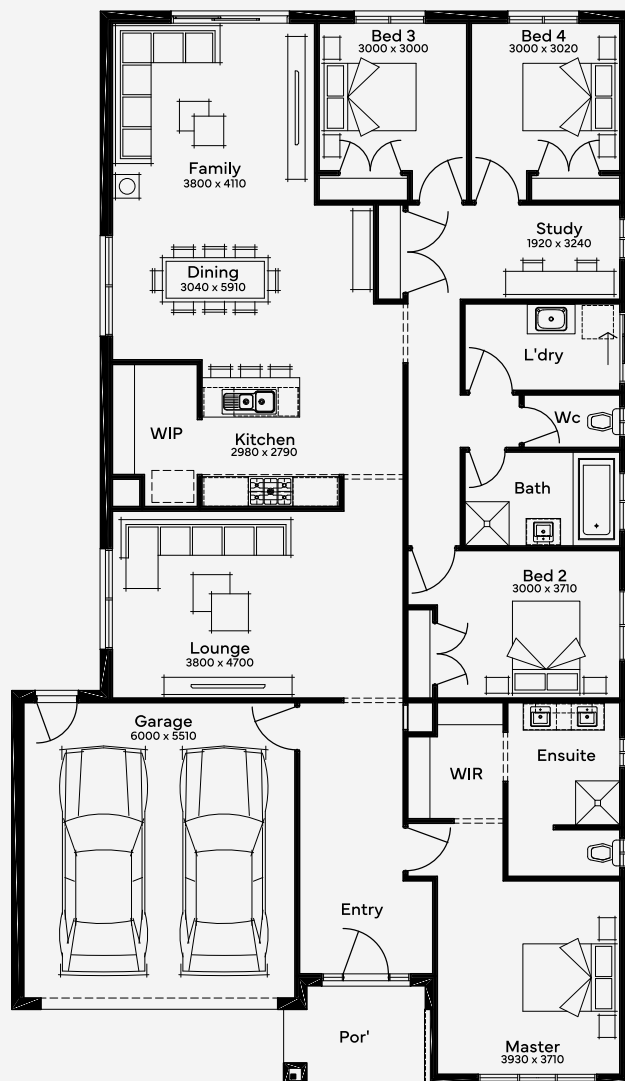 Bed 3
3000 x 3000
Bed 4
3000 x 3020
Family
3800 x 4110
Study
1920 x 3240
Dining
3040 x 5910
L'dry
Wc
WIP
Kitchen
2980 x 2790
Bath
Bed 2
3000 x 3710
Lounge
3800 x 4700
Garage
6000 x 5510
Ensuite
WIR
Entry
Por'
Master
3930 x 3710